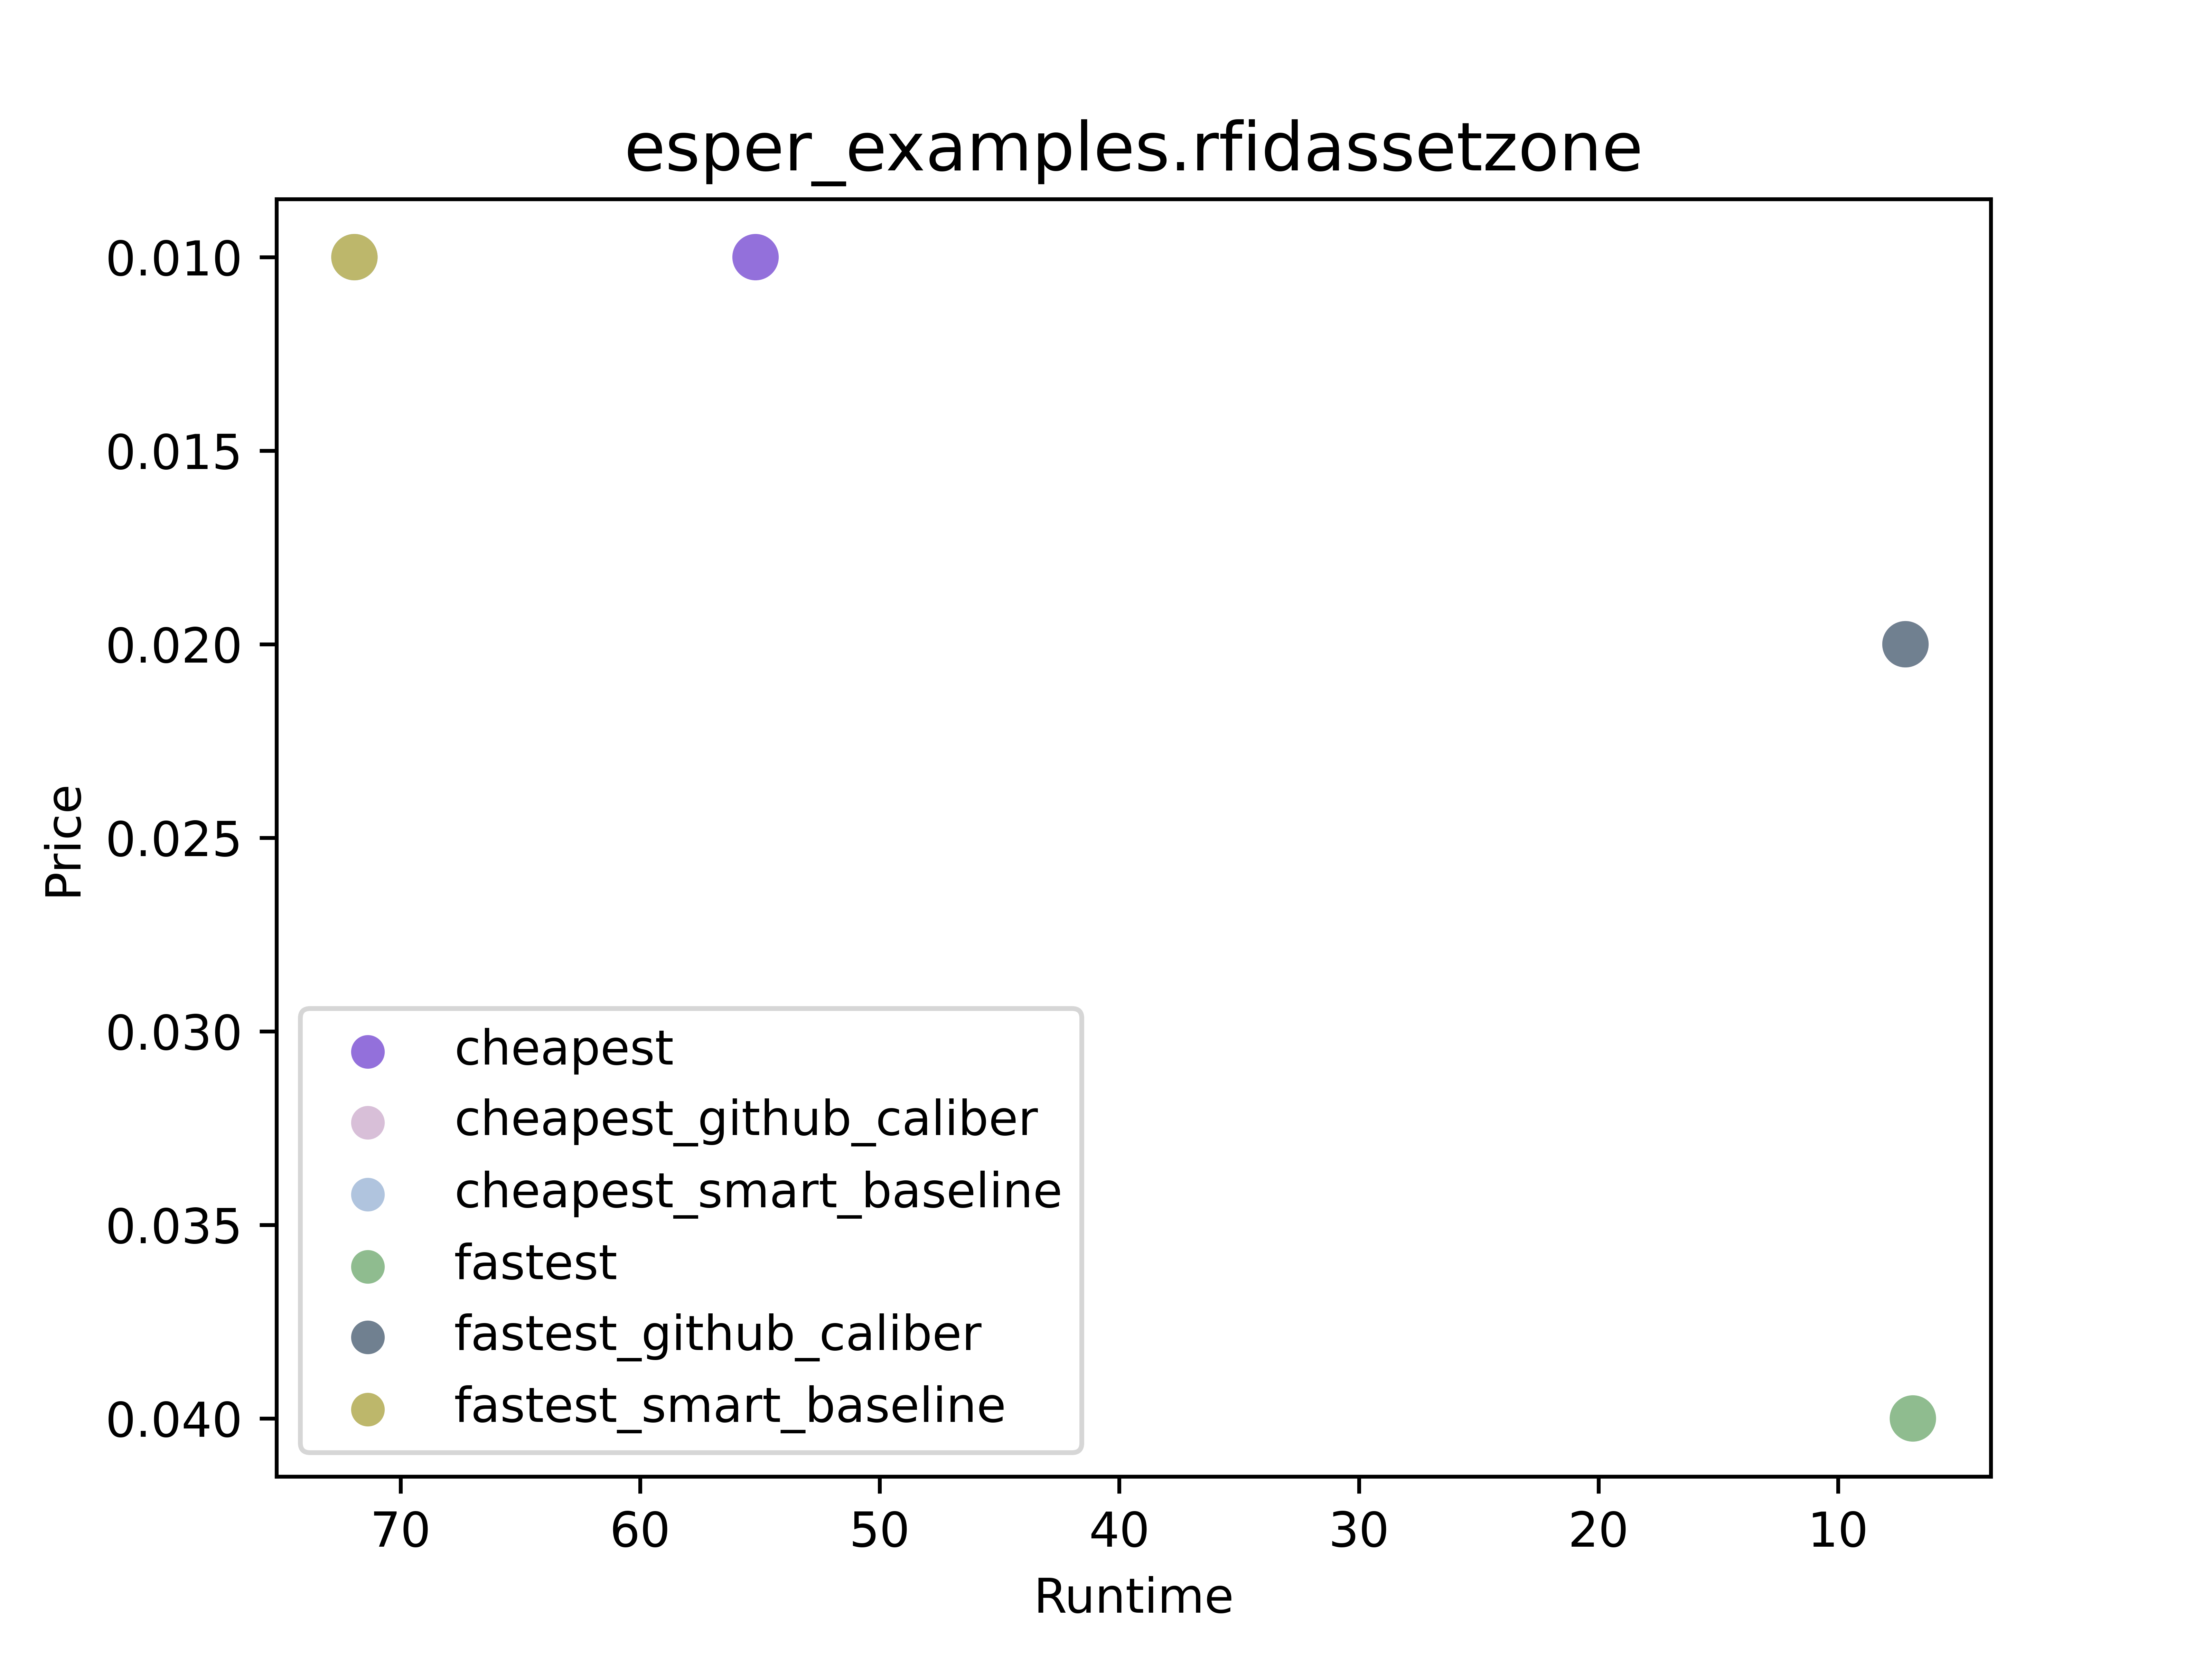 esper_examples.rfidassetzone
0.010
0.015
0.020
0.025
0.030
0.035
0.040
Price
cheapest
cheapest_github_caliber
cheapest_smart_baseline
fastest
fastest_github_caliber
fastest_smart_baseline
70 60 50 40 30 20 10
Runtime